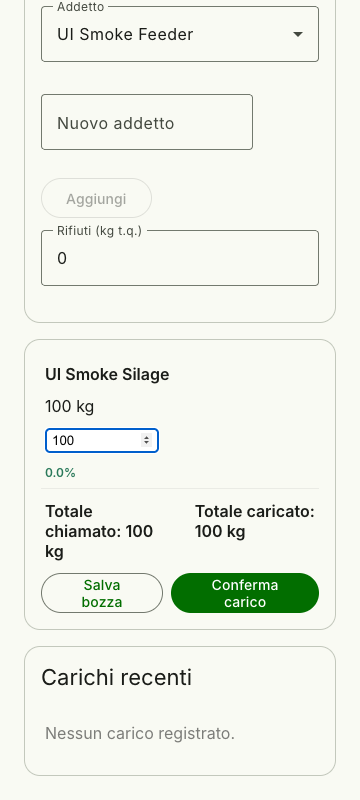 Addetto
UI Smoke Feeder
Nuovo addetto
Aggiungi
Rifiuti (kg t.q.)
0
UI Smoke Silage
100 kg
100
0.0%
Totale
chiamato: 100
kg
Totale caricato:
100 kg
Salva
bozza
Conferma
carico
Carichi recenti
Nessun carico registrato.